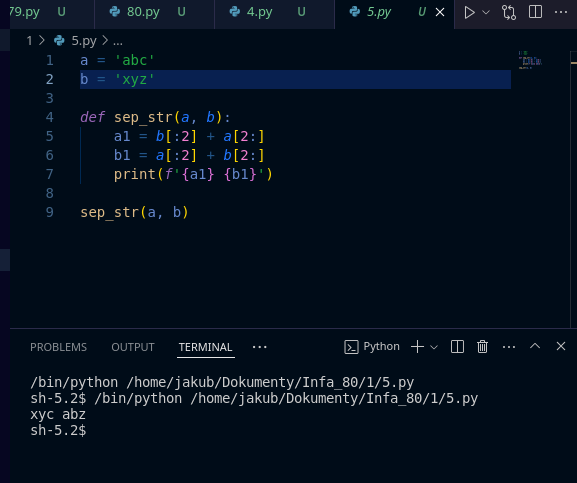 79.py U 80.py U 4.py U 5.py U
1 > 5.py > ...
1 a = 'abc'
2 b = 'xyz'
3
4 def sep_str(a, b):
5 a1 = b[:2] + a[2:]
6 b1 = a[:2] + b[2:]
7 print(f'{a1} {b1}')
8
9 sep_str(a, b)
PROBLEMS OUTPUT TERMINAL ··· Python
/bin/python /home/jakub/Dokumenty/Infa_80/1/5.py
sh-5.2$ /bin/python /home/jakub/Dokumenty/Infa_80/1/5.py
xyc abz
sh-5.2$